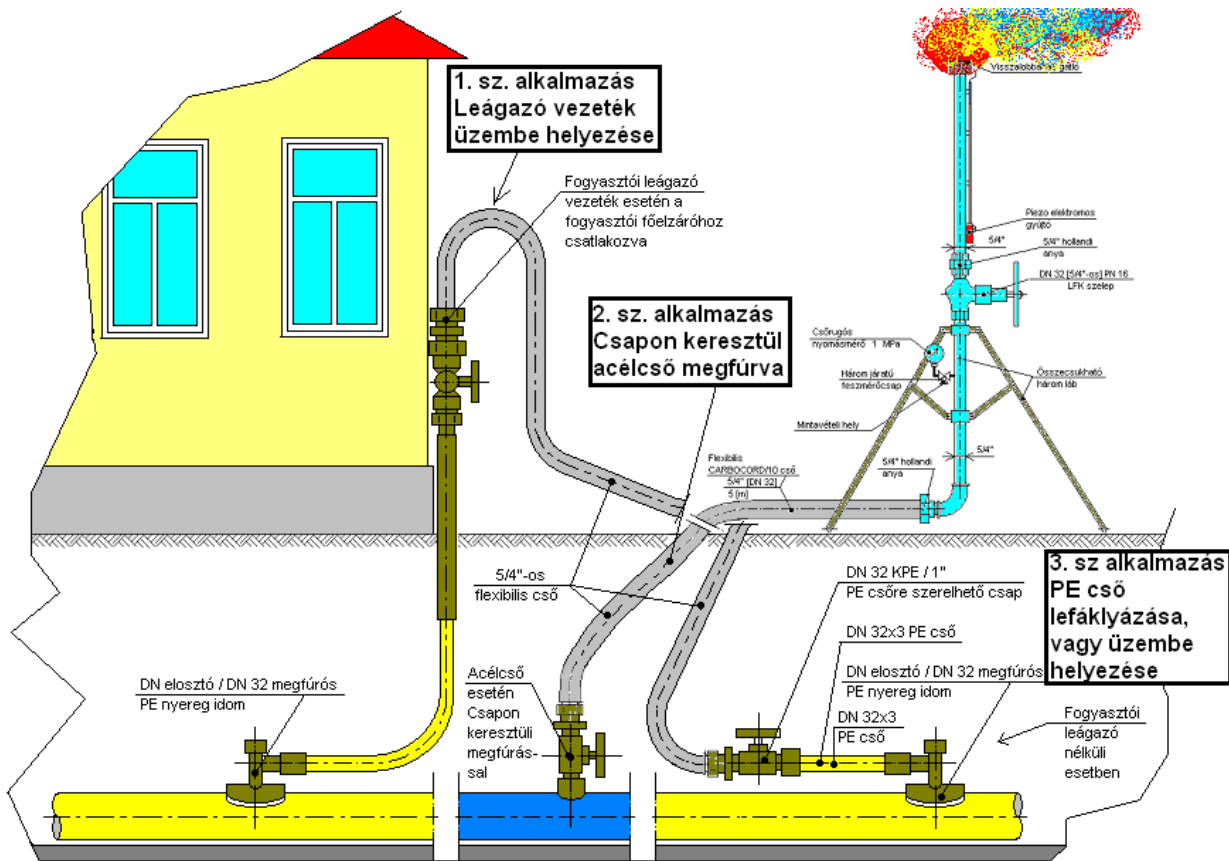 1. sz. alkalmazás
Leágazó vezeték
üzembe helyezése
Fogyasztói leágazó
vezeték esetén a
fogyasztói főelzáróhoz
csatlakozva
2. sz. alkalmazás
Csapon keresztül
acélcső megfúrva
Piezo elektromos
gyújtó
5/4"
5/4" hollandi
anya
DN 32 [5/4"-os] PN 16
LFK szelep
Csőrugós
nyomásmérő 1 MPa
Három járatú
feszmérőcsap
Összecsukható
három láb
Mintavételi hely
5/4"
Flexibilis
CARBOCORD/10 cső
5/4" [DN 32]
5 [m]
5/4" hollandi
anya
5/4"-os
flexibilis cső
DN 32 KPE / 1"
PE csőre szerelhető csap
DN 32x3 PE cső
DN elosztó / DN 32 megfúrós
PE nyereg idom
DN 32x3
PE cső
3. sz alkalmazás
PE cső
lefáklyázása,
vagy üzembe
helyezése
Fogyasztói
leágazó
nélküli
esetben
DN elosztó / DN 32 megfúrós
PE nyereg idom
Acélcső
esetén
Csapon
keresztüli
megfúrás-
sal